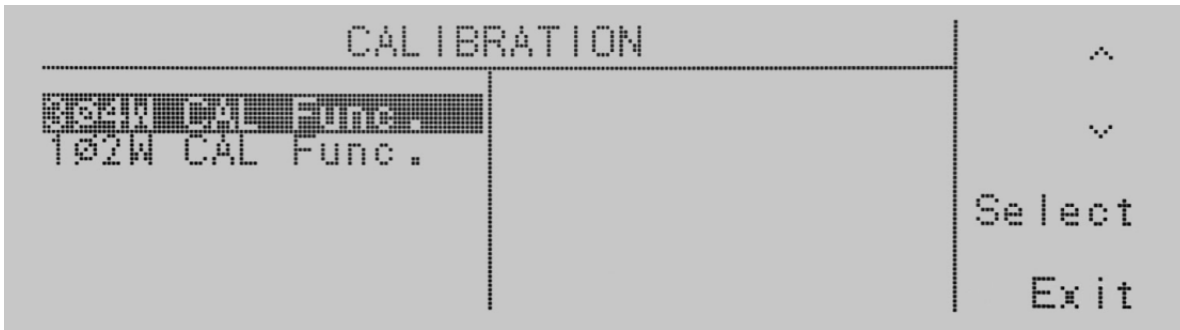 CALIBRATION
3ø4W CAL Func.
1ø2W CAL Func.
Select
Exit